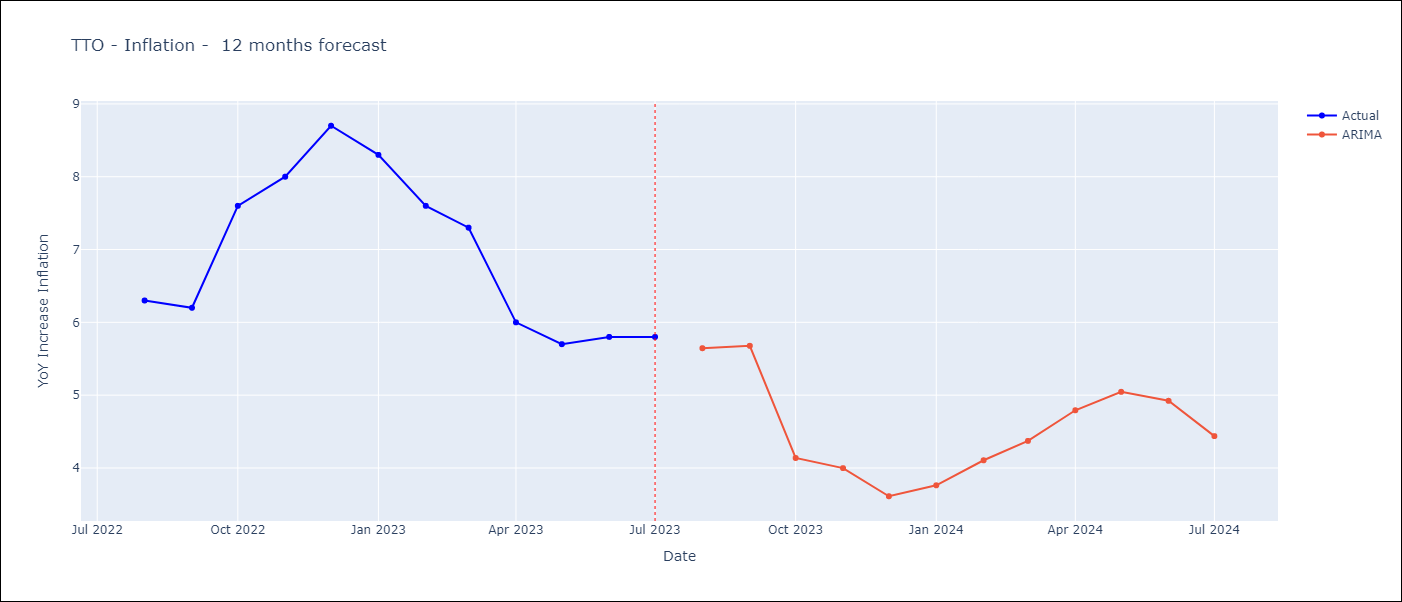 TTO - Inflation -  12 months forecast
Actual
ARIMA
YoY Increase Inflation
9
8
7
6
5
4
Jul 2022 Oct 2022 Jan 2023 Apr 2023 Jul 2023 Oct 2023 Jan 2024 Apr 2024 Jul 2024
Date